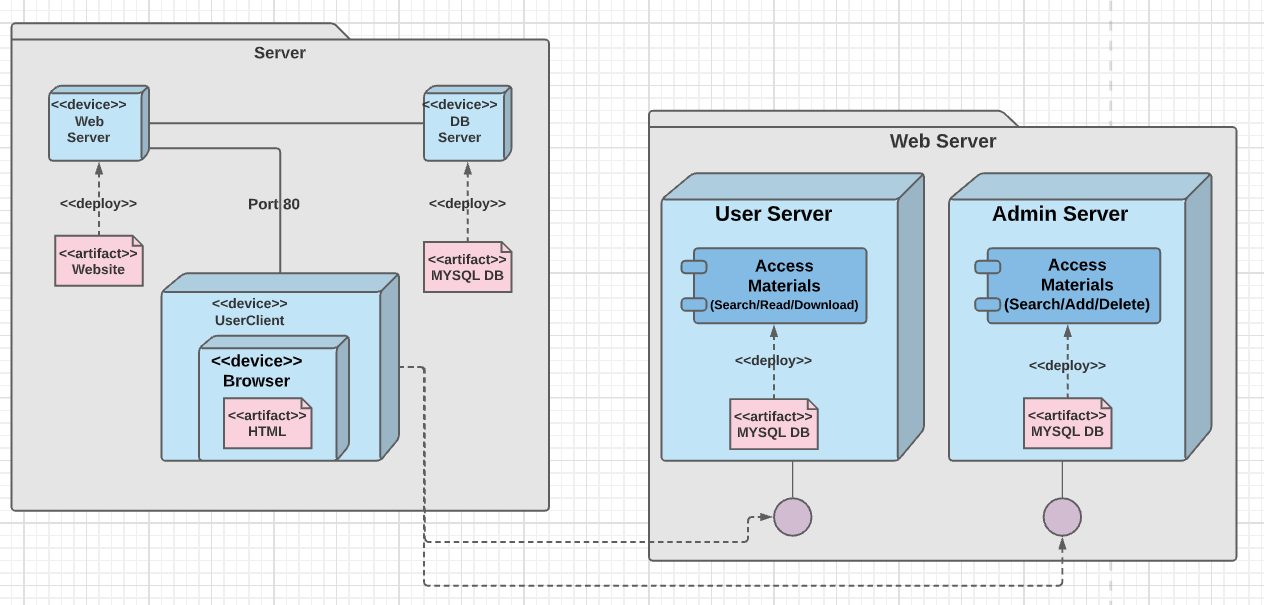 Server
<<device>>
Web
Server
<<device>>
DB
Server
<<deploy>>
Port 80
<<deploy>>
<<artifact>>
Website
<<artifact>>
MYSQL DB
<<device>>
UserClient
<<device>>
Browser
<<artifact>>
HTML
Web Server
User Server
Access
Materials
(Search/Read/Download)
<<deploy>>
<<artifact>>
MYSQL DB
Admin Server
Access
Materials
(Search/Add/Delete)
<<deploy>>
<<artifact>>
MYSQL DB